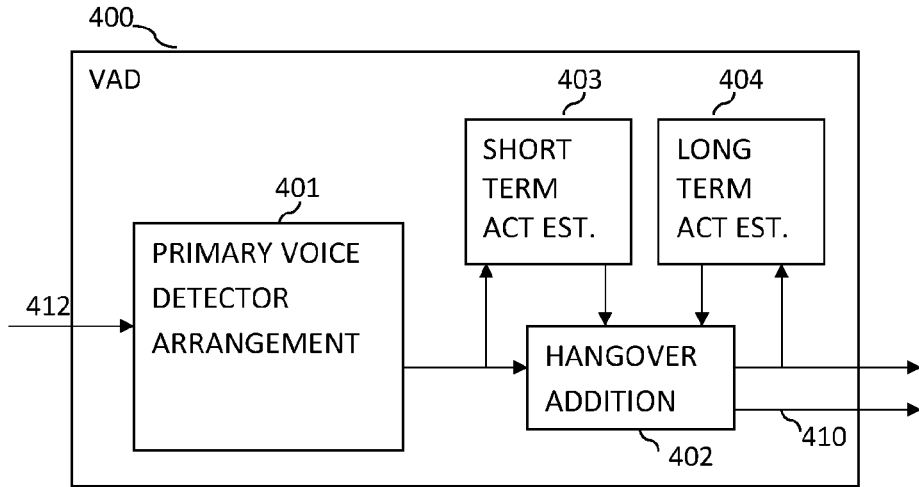 400
VAD
403
404
SHORT
TERM
ACT EST.
LONG
TERM
ACT EST.
401
PRIMARY VOICE
DETECTOR
ARRANGEMENT
412
HANGOVER
ADDITION
410
402